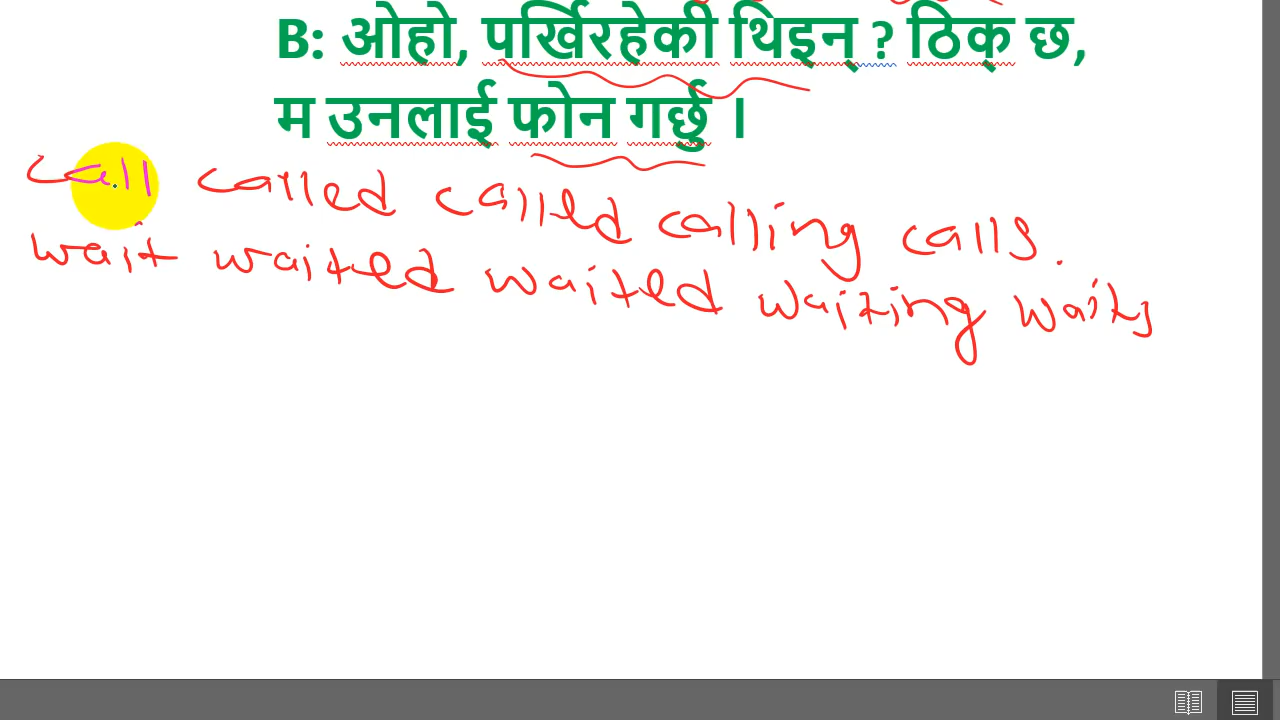 B: ओहो, पर्खिरहेकी थिइन् ? ठिक् छ,
म उनलाई फोन गर्छु ।
call called called calling calls.
wait waited waited waiting waits